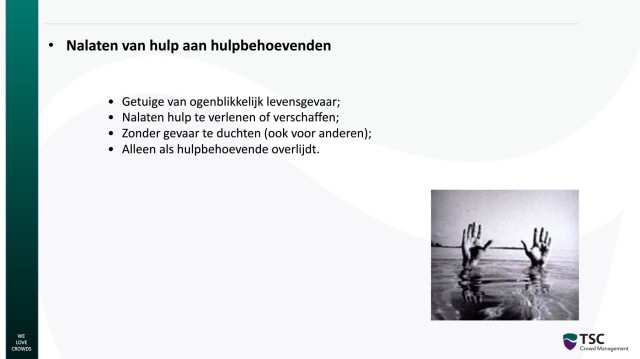 • Nalaten van hulp aan hulpbehoevenden
• Getuige van ogenblikkelijk levensgevaar;
• Nalaten hulp te verlenen of verschaffen;
• Zonder gevaar te duchten (ook voor anderen);
• Alleen als hulpbehoevende overlijdt.
WE
LOVE
CROWDS
TSC
Crowd Management